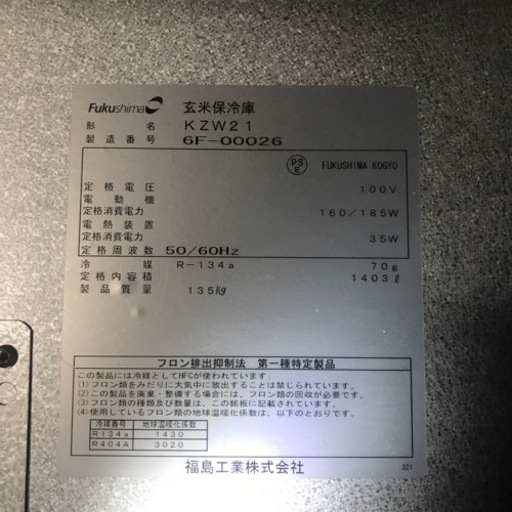 Fukushima 玄米保冷庫
形名 KZW21
製造番号 6F-00026
PSE FUKUSHIMA KOGYO
定格電圧 100V
電動機
定格消費電力 160/185W
電熱装置
定格消費電力 35W
定格周波数 50/60Hz
冷媒 R-134a 70g
定格内容積 1403ℓ
製品質量 135kg
フロン排出抑制法 第一種特定製品
この製品には冷媒としてHFCが使われています。
(1)フロン類をみだりに大気中に放出することは禁じられています。
(2)この製品を廃棄・整備する場合には、フロン類の回収が必要です。
(3)フロン類の種類及び数量は、この銘板に記載されています。
(4)使用しているフロン類の地球温暖化係数は、以下のとおりです。
冷媒番号 地球温暖化係数
R134a 1430
R404A 3020
福島工業株式会社